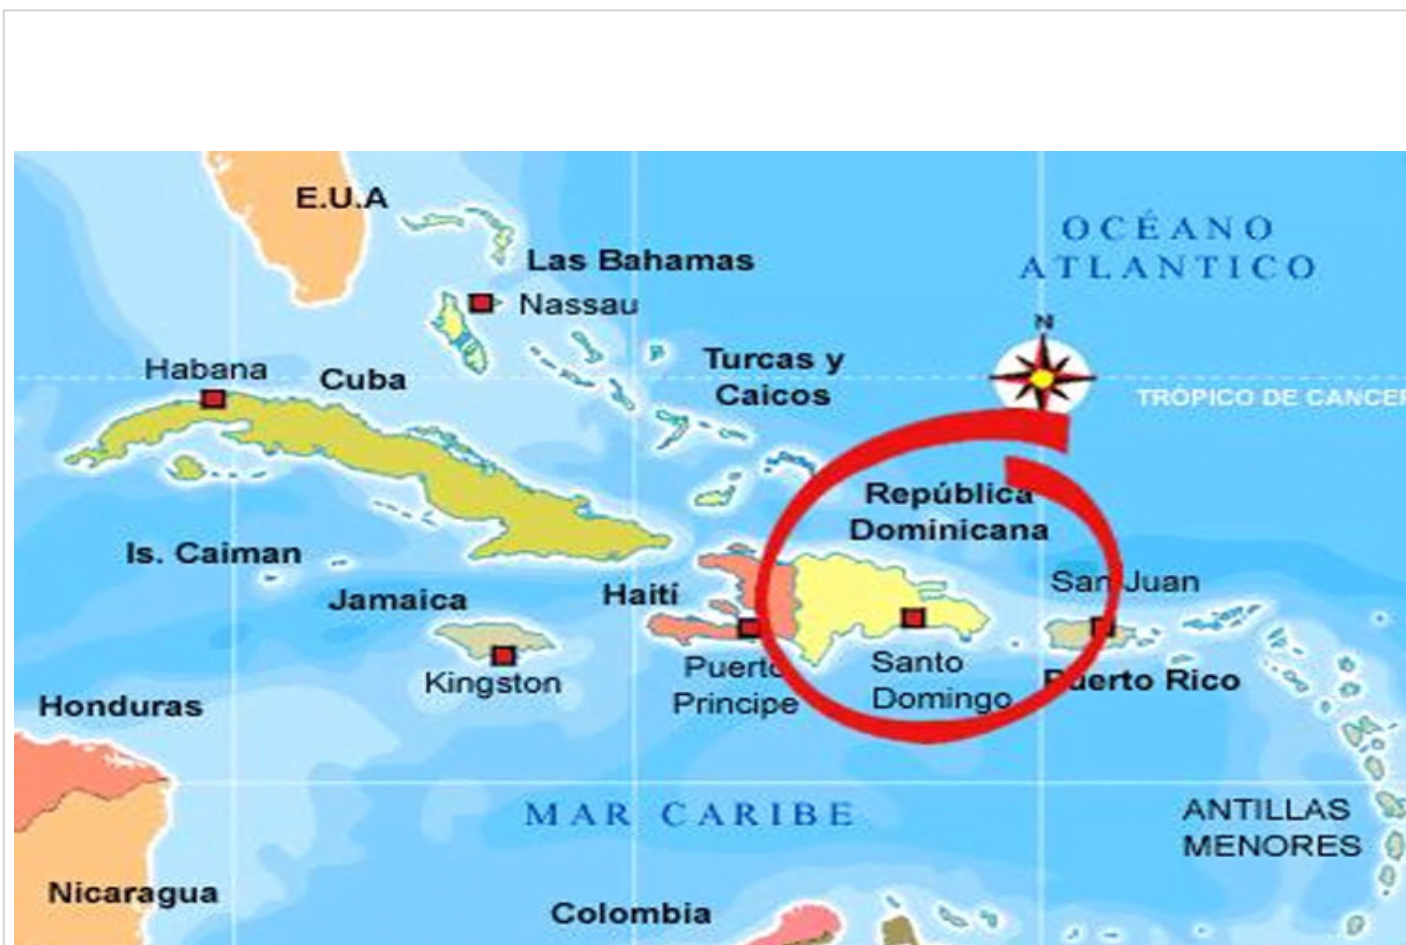 E.U.A
OCÉANO
ATLANTICO
Las Bahamas
Nassau
N
Turcas y
Caicos
Habana
Cuba
TRÓPICO DE CANCER
República
Dominicana
Is. Caiman
Jamaica
Haití
San Juan
Kingston
Puerto
Principe
Santo
Domingo
Puerto Rico
Honduras
MAR CARIBE
ANTILLAS
MENORES
Nicaragua
Colombia